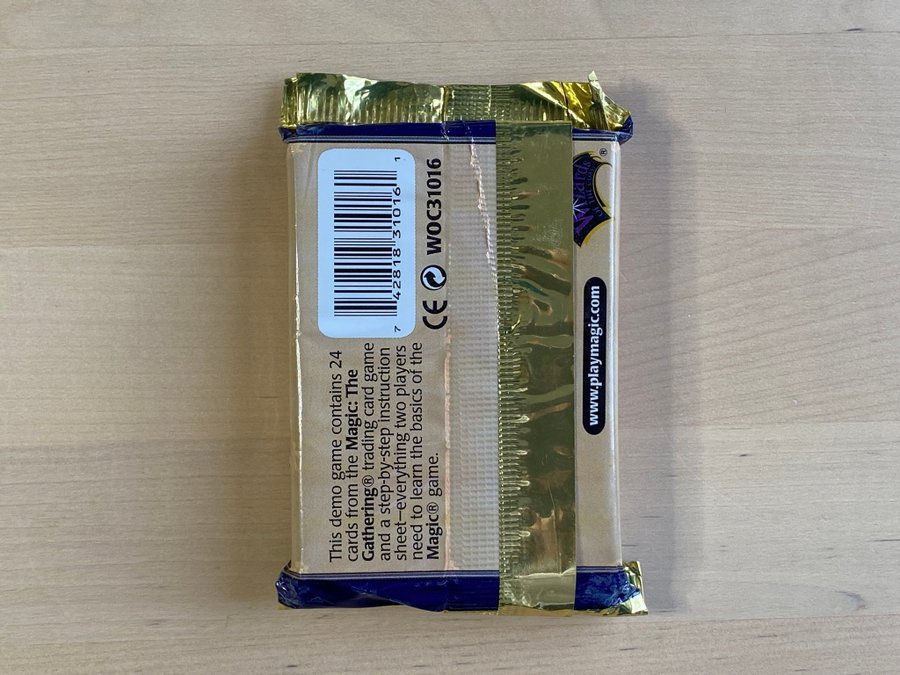 This demo game contains 24
cards from the Magic: The
Gathering® trading card game
and a step-by-step instruction
sheet–everything two players
need to learn the basics of the
Magic® game.
7 42818 31016 1
CE WOC31016
www.playmagic.com
®